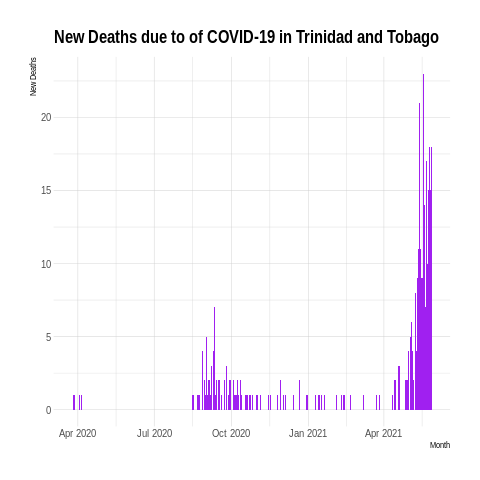 New Deaths due to of COVID-19 in Trinidad and Tobago
New Deaths
20
15
10
5
0
Apr 2020 Jul 2020 Oct 2020 Jan 2021 Apr 2021
Month